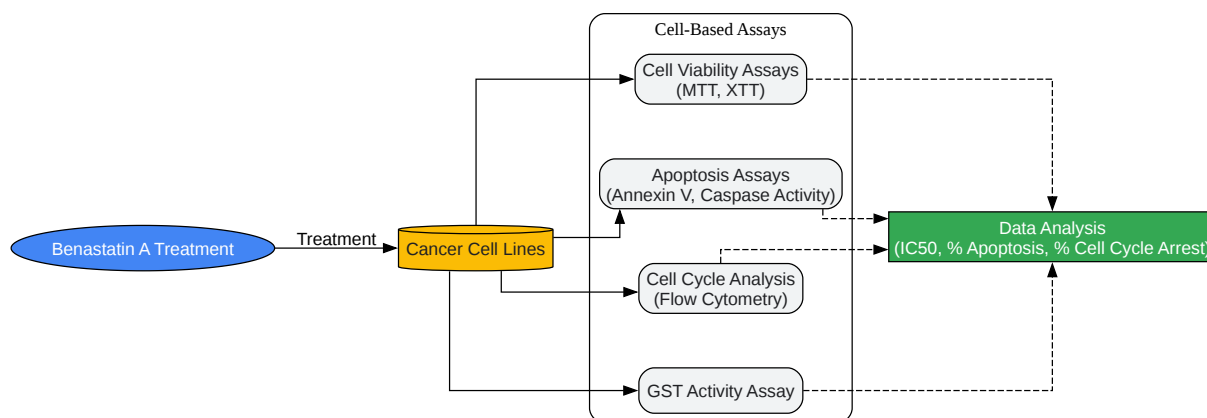 Cell-Based Assays
Cell Viability Assays
(MTT, XTT)
Apoptosis Assays
(Annexin V, Caspase Activity)
Benastatin A Treatment
Treatment
Cancer Cell Lines
Cell Cycle Analysis
(Flow Cytometry)
GST Activity Assay
Data Analysis
(IC50, % Apoptosis, % Cell Cycle Arrest)